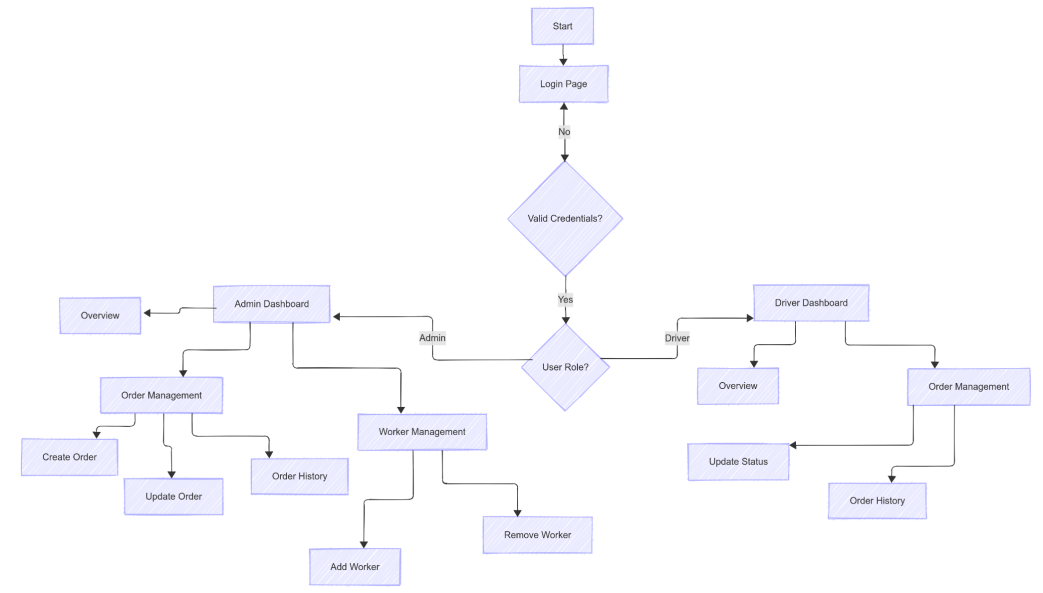 Start
Login Page
No
Valid Credentials?
Yes
User Role?
Admin
Driver
Admin Dashboard
Overview
Order Management
Create Order
Update Order
Order History
Worker Management
Add Worker
Remove Worker
Driver Dashboard
Overview
Order Management
Update Status
Order History